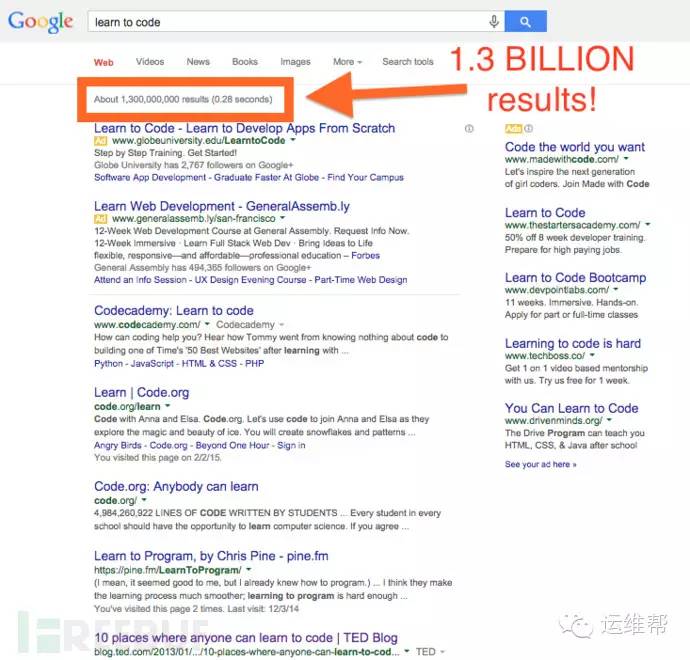 Google
learn to code
Web Videos News Books Images More Search tools
1.3 BILLION
results!
About 1,300,000,000 results (0.28 seconds)
Learn to Code - Learn to Develop Apps From Scratch
Ad www.globeuniversity.edu/LearntoCode
Step by Step Training. Get Started!
Globe University has 2,767 followers on Google+
Software App Development - Graduate Faster At Globe - Find Your Campus
Learn Web Development - GeneralAssemb.ly
Ad www.generalassemb.ly/san-francisco
12-Week Web Development Course at General Assembly. Request Info Now.
12-Week Immersive · Learn Full Stack Web Dev · Bring Ideas to Life
flexible, responsive—and affordable—professional education – Forbes
General Assembly has 494,365 followers on Google+
Attend an Info Session - UX Design Evening Course - Part-Time Web Design
Codecademy: Learn to code
www.codecademy.com/ Codecademy
How can coding help you? Hear how Tommy went from knowing nothing about code to
building one of Time's '50 Best Websites' after learning with ...
Python - JavaScript - HTML & CSS - PHP
Learn | Code.org
code.org/learn
Code with Anna and Elsa. Code.org. Let's use code to join Anna and Elsa as they
explore the magic and beauty of ice. You will create snowflakes and patterns ...
Angry Birds - Code.org - Beyond One Hour - Sign in
You visited this page on 2/2/15.
Code.org: Anybody can learn
code.org/
4,984,260,922 LINES OF CODE WRITTEN BY STUDENTS ... Every student in every
school should have the opportunity to learn computer science. If you agree ...
Learn to Program, by Chris Pine - pine.fm
https://pine.fm/LearnToProgram/
(I mean, it seemed good to me, but I already knew how to program.) ... I think they make
the learning process much smoother; learning to program is hard enough ...
You've visited this page 2 times. Last visit: 12/3/14
10 places where anyone can learn to code | TED Blog
blog.ted.com/2013/01/.../10-places-where-anyone-can-learn-to-cod... TED
Ads
Code the world you want
www.madewithcode.com/
Let's inspire the next generation
of girl coders. Join Made with Code
Learn to Code
www.thestartersacademy.com/
50% off 8 week developer training.
Prepare for high paying jobs.
Learn to Code Bootcamp
www.devpointlabs.com/
11 weeks. Immersive. Hands-on.
Apply for part or full-time classes
Learning to code is hard
www.techboss.co/
Get 1 on 1 video based mentorship
with us. Try us free for 1 week.
You Can Learn to Code
www.drivenminds.org/
The Drive Program can teach you
HTML, CSS, & Java after school
See your ad here »
FREEBUF
运维帮